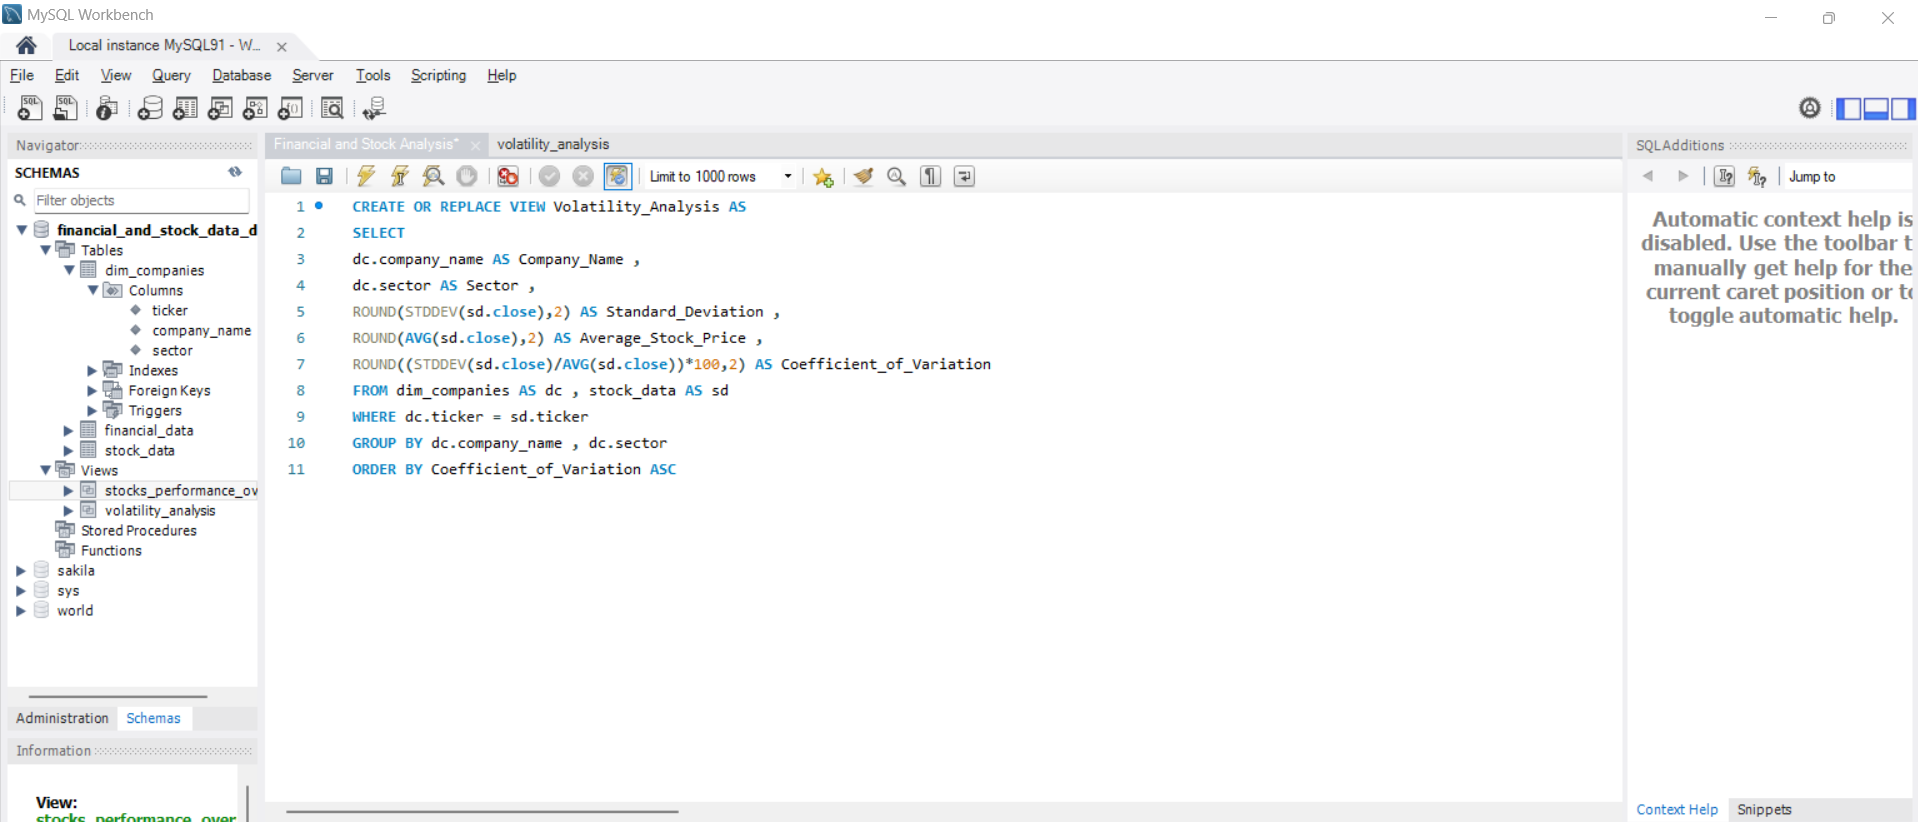 MySQL Workbench
Local instance MySQL91 - W...
File Edit View Query Database Server Tools Scripting Help
Navigator
SCHEMAS
Filter objects
financial_and_stock_data_d
Tables
dim_companies
Columns
ticker
company_name
sector
Indexes
Foreign Keys
Triggers
financial_data
stock_data
Views
stocks_performance_ov
volatility_analysis
Stored Procedures
Functions
sakila
sys
world
Administration Schemas
Information
View:
stocks_performance_over
Financial and Stock Analysis* volatility_analysis
Limit to 1000 rows
1 CREATE OR REPLACE VIEW Volatility_Analysis AS
2 SELECT
3 dc.company_name AS Company_Name ,
4 dc.sector AS Sector ,
5 ROUND(STDDEV(sd.close),2) AS Standard_Deviation ,
6 ROUND(AVG(sd.close),2) AS Average_Stock_Price ,
7 ROUND((STDDEV(sd.close)/AVG(sd.close))*100,2) AS Coefficient_of_Variation
8 FROM dim_companies AS dc , stock_data AS sd
9 WHERE dc.ticker = sd.ticker
10 GROUP BY dc.company_name , dc.sector
11 ORDER BY Coefficient_of_Variation ASC
SQLAdditions
Jump to
Automatic context help is
disabled. Use the toolbar t
manually get help for the
current caret position or to
toggle automatic help.
Context Help Snippets